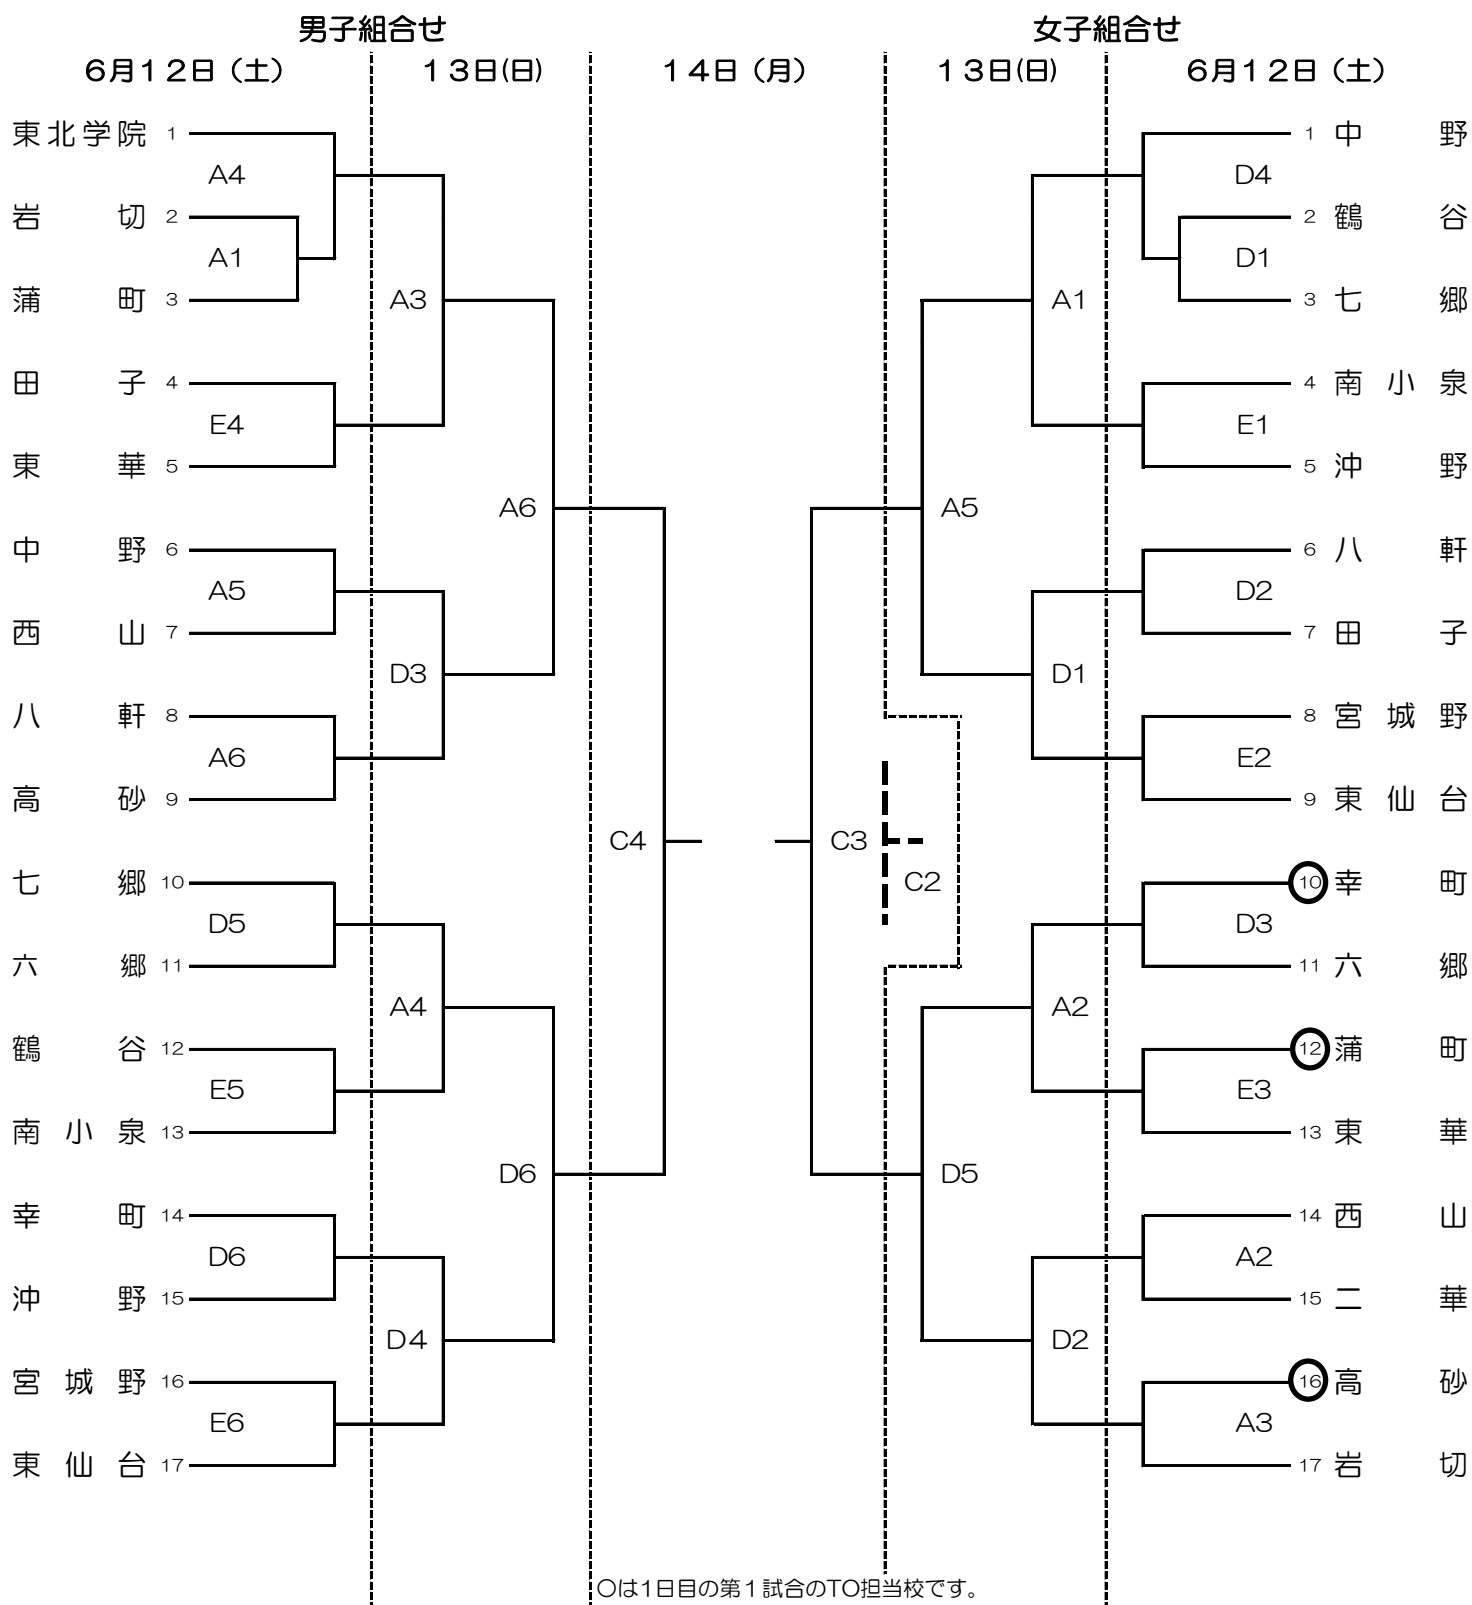 男子組合せ 女子組合せ
6月12日（土） 13日(日) 14日（月） 13日(日) 6月12日（土）
東北学院 1 1 中野
A4 D4
岩切 2 2 鶴谷
A1 D1
蒲町 3 A3 A1 3 七郷
田子 4 4 南小泉
E4 E1
東華 5 5 沖野
A6 A5
中野 6 6 八軒
A5 D2
西山 7 7 田子
D3 D1
八軒 8 8 宮城野
A6 E2
高砂 9 9 東仙台
C4 C3
七郷 10 C2 10 幸町
D5 D3
六郷 11 11 六郷
A4 A2
鶴谷 12 12 蒲町
E5 E3
南小泉 13 13 東華
D6 D5
幸町 14 14 西山
D6 A2
沖野 15 15 二華
D4 D2
宮城野 16 16 高砂
E6 A3
東仙台 17 17 岩切
○は1日目の第1試合のTO担当校です。